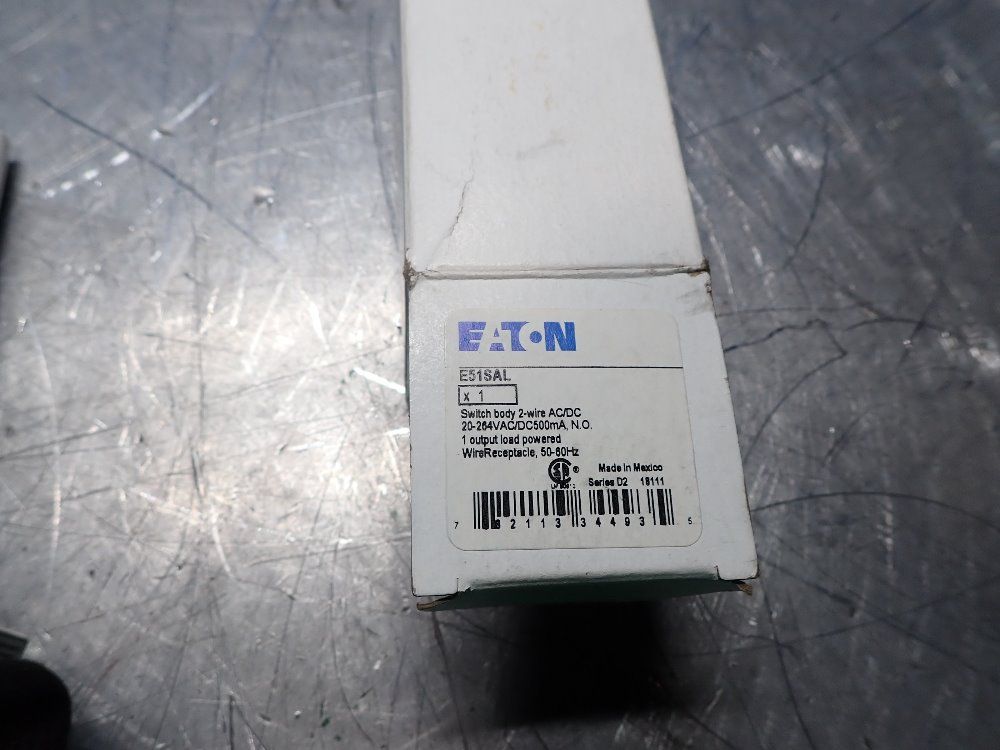 EATON
E51SAL
x 1
Switch body 2-wire AC/DC
20-264VAC/DC500mA, N.O.
1 output load powered
WireReceptacle, 50-60Hz
® Made in Mexico
Series D2 18111
7 82113 34493 5